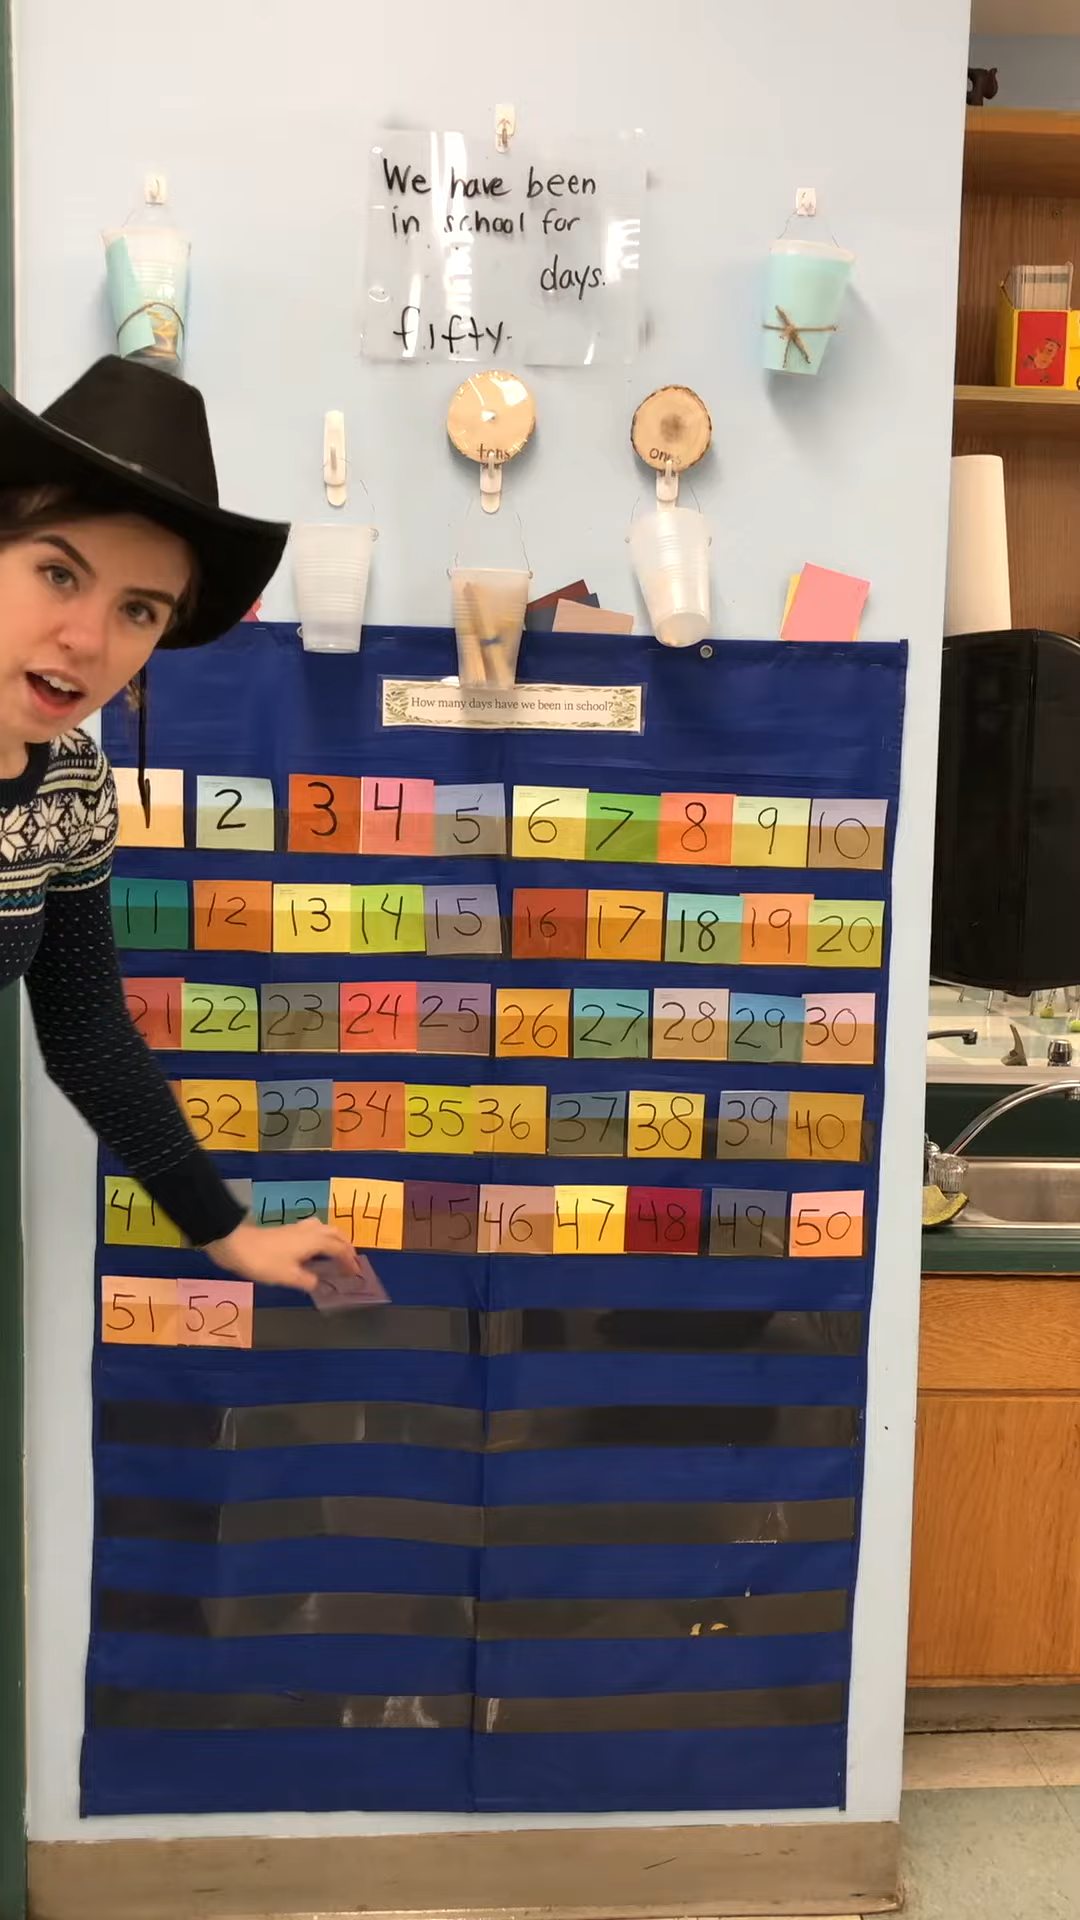 We have been
in school for
days.
fifty.
tens
ones
How many days have we been in school?
1 2 3 4 5 6 7 8 9 10
11 12 13 14 15 16 17 18 19 20
21 22 23 24 25 26 27 28 29 30
32 33 34 35 36 37 38 39 40
41 43 44 45 46 47 48 49 50
51 52